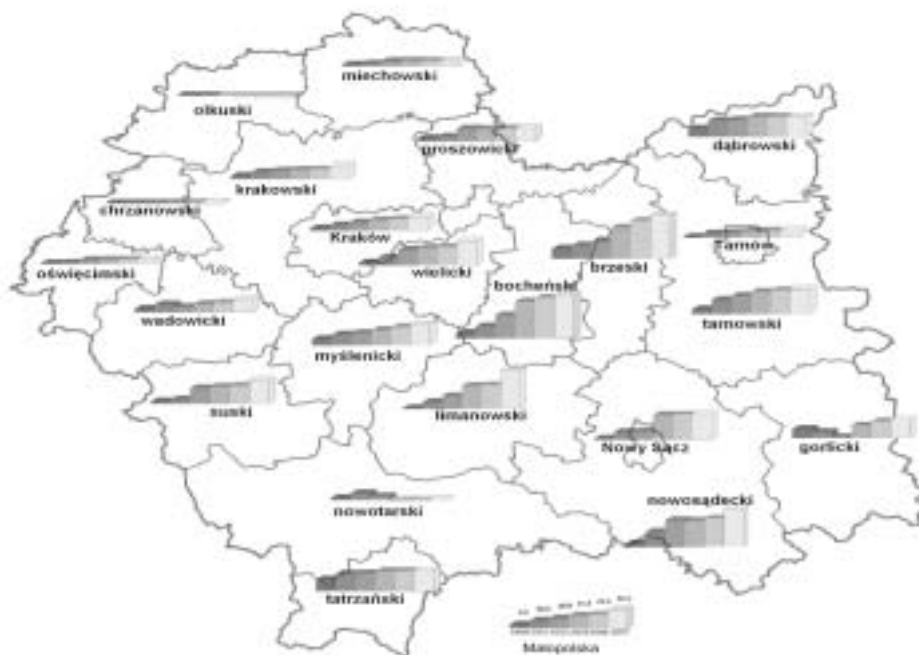 miechowski
olkuski
proszowicki
dąbrowski
krakowski
chrzanowski
Kraków
Tarnów
oświęcimski
wielicki
brzeski
bocheński
wadowicki
tarnowski
myślenicki
suski
limanowski
Nowy Sącz
gorlicki
nowotarski
nowosądecki
tatrzański
Małopolska